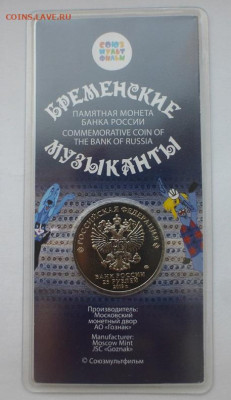 COINS.CAVE.RU
СОЮЗ
МУЛЬТ
ФИЛЬМ
БРЕМЕНСКИЕ
ПАМЯТНАЯ МОНЕТА
БАНКА РОССИИ
COMMEMORATIVE COIN OF
THE BANK OF RUSSIA
МУЗЫКАНТЫ
РОССИЙСКАЯ ФЕДЕРАЦИЯ
БАНК РОССИИ
25 РУБЛЕЙ
Производитель:
Московский
монетный двор
АО «Гознак»
Manufacturer:
Moscow Mint
JSC «Goznak»
© Союзмультфильм